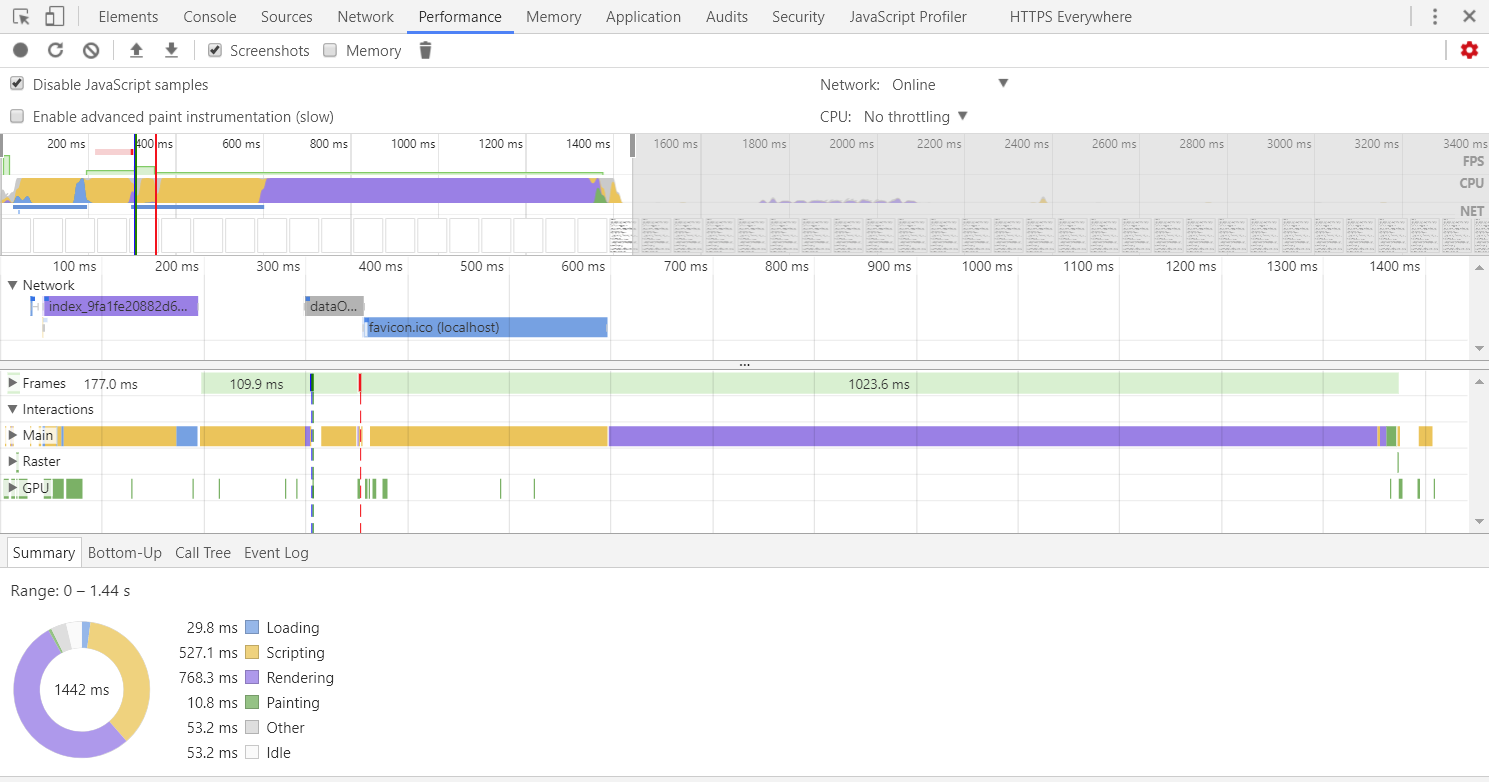 Elements Console Sources Network Performance Memory Application Audits Security JavaScript Profiler HTTPS Everywhere
Screenshots Memory
Disable JavaScript samples Network: Online
Enable advanced paint instrumentation (slow) CPU: No throttling
200 ms 400 ms 600 ms 800 ms 1000 ms 1200 ms 1400 ms 1600 ms 1800 ms 2000 ms 2200 ms 2400 ms 2600 ms 2800 ms 3000 ms 3200 ms 3400 ms
FPS
CPU
NET
100 ms 200 ms 300 ms 400 ms 500 ms 600 ms 700 ms 800 ms 900 ms 1000 ms 1100 ms 1200 ms 1300 ms 1400 ms
Network
index_9fa1fe20882d6... dataO...
favicon.ico (localhost)
...
Frames 177.0 ms 109.9 ms 1023.6 ms
Interactions
Main
Raster
GPU
Summary Bottom-Up Call Tree Event Log
Range: 0 – 1.44 s
29.8 ms Loading
527.1 ms Scripting
768.3 ms Rendering
1442 ms
10.8 ms Painting
53.2 ms Other
53.2 ms Idle